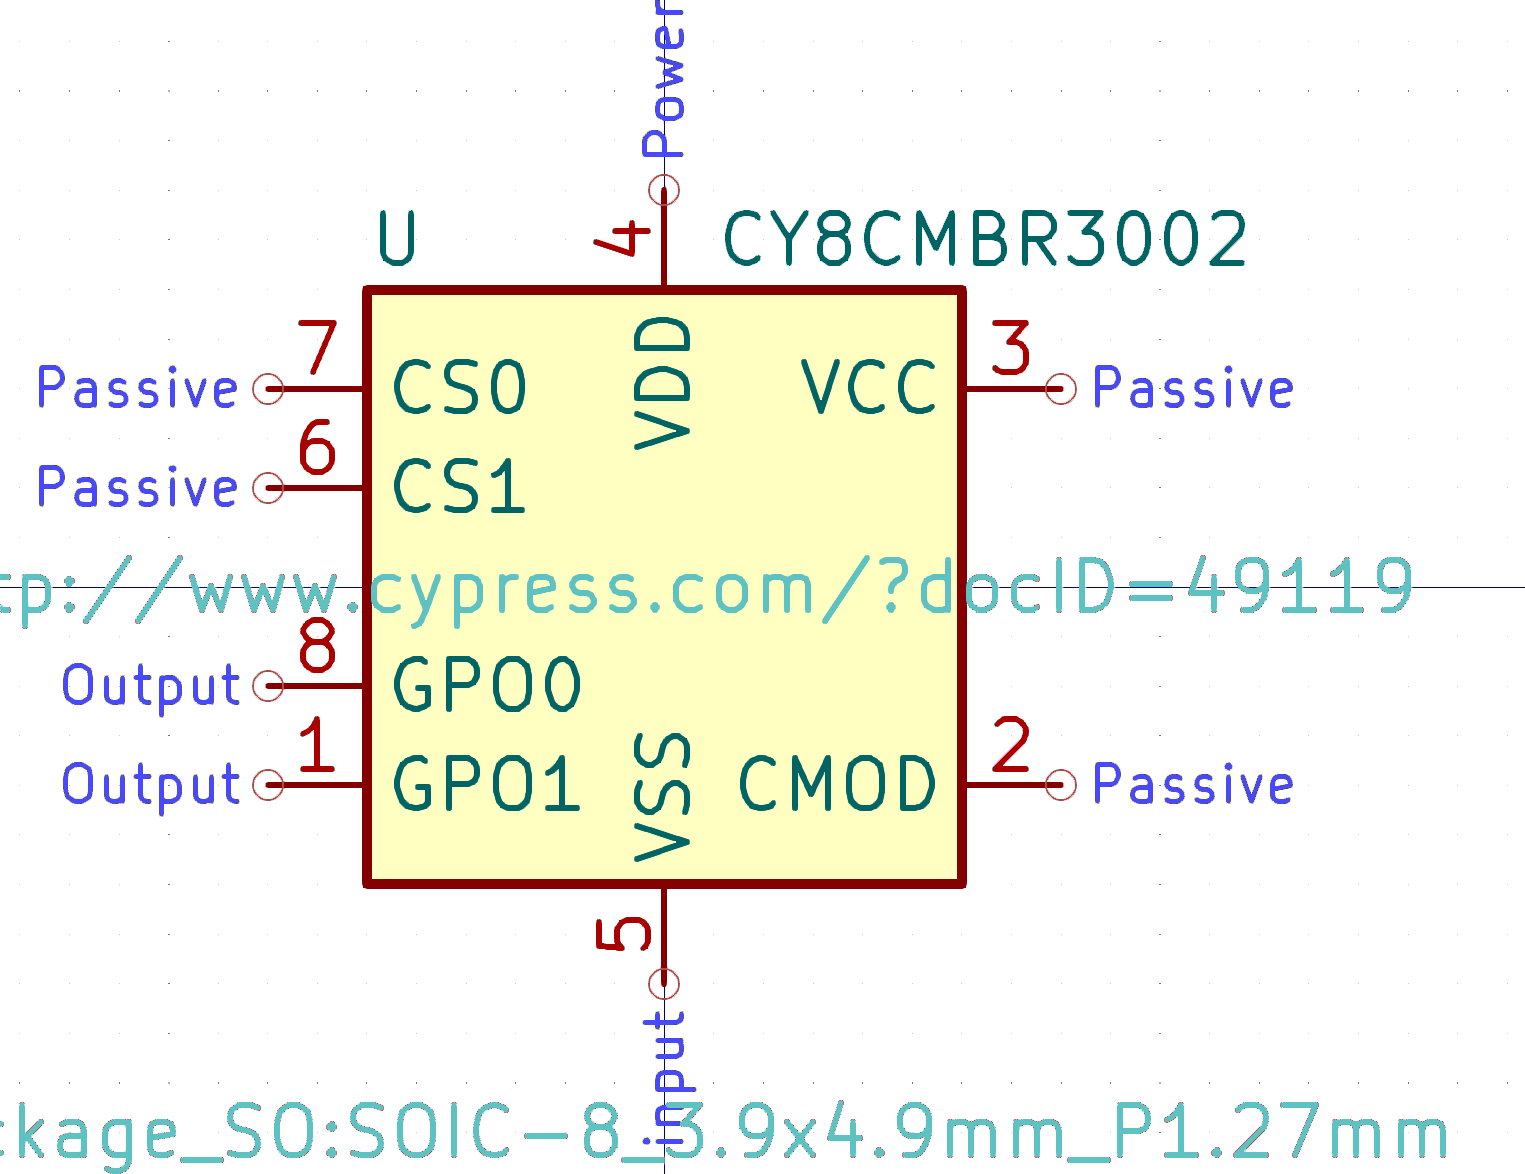 Power
U
4
CY8CMBR3002
7
VDD
3
Passive
CS0
VCC
Passive
6
Passive
CS1
tp://www.cypress.com/?docID=49119
8
Output
GPO0
1
VSS
2
Output
GPO1
CMOD
Passive
5
input
ckage_SO:SOIC-8_3.9x4.9mm_P1.27mm